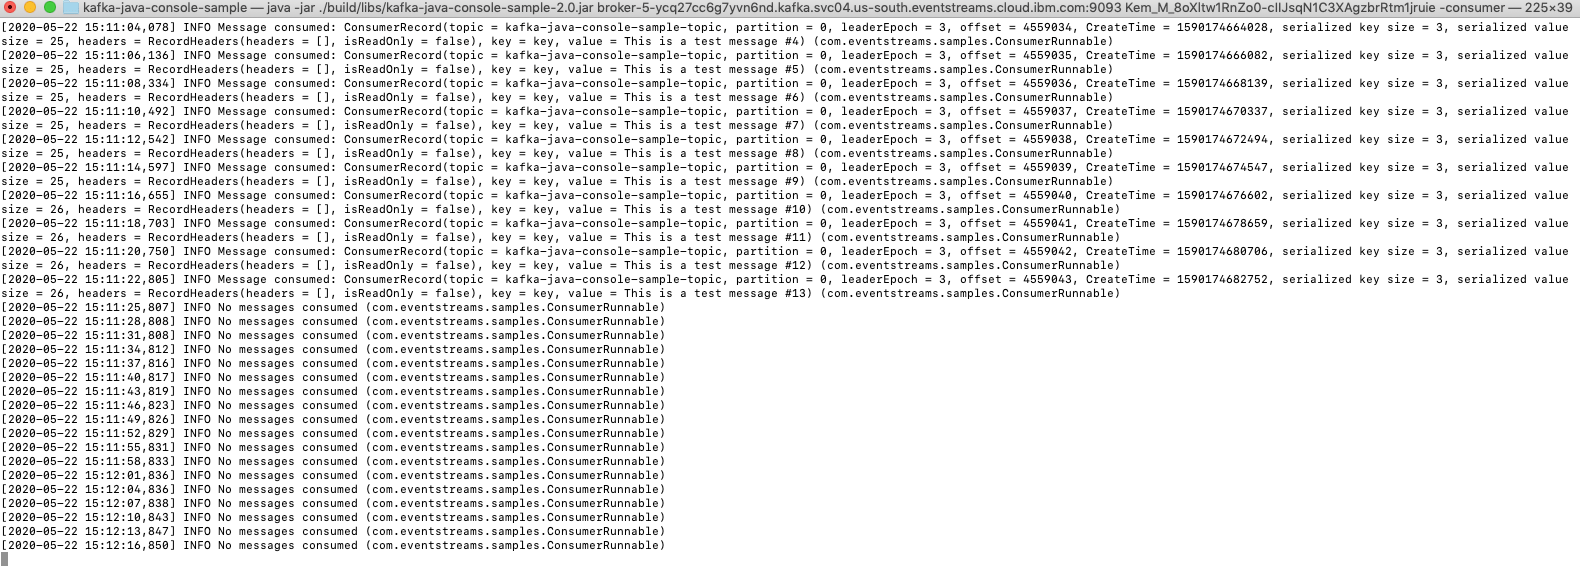 kafka-java-console-sample — java -jar ./build/libs/kafka-java-console-sample-2.0.jar broker-5-ycq27cc6g7yvn6nd.kafka.svc04.us-south.eventstreams.cloud.ibm.com:9093 Kem_M_8oXltw1RnZo0-cIIJsqN1C3XAgzbrRtm1jruie -consumer — 225×39
[2020-05-22 15:11:04,078] INFO Message consumed: ConsumerRecord(topic = kafka-java-console-sample-topic, partition = 0, leaderEpoch = 3, offset = 4559034, CreateTime = 1590174664028, serialized key size = 3, serialized value
size = 25, headers = RecordHeaders(headers = [], isReadOnly = false), key = key, value = This is a test message #4) (com.eventstreams.samples.ConsumerRunnable)
[2020-05-22 15:11:06,136] INFO Message consumed: ConsumerRecord(topic = kafka-java-console-sample-topic, partition = 0, leaderEpoch = 3, offset = 4559035, CreateTime = 1590174666082, serialized key size = 3, serialized value
size = 25, headers = RecordHeaders(headers = [], isReadOnly = false), key = key, value = This is a test message #5) (com.eventstreams.samples.ConsumerRunnable)
[2020-05-22 15:11:08,334] INFO Message consumed: ConsumerRecord(topic = kafka-java-console-sample-topic, partition = 0, leaderEpoch = 3, offset = 4559036, CreateTime = 1590174668139, serialized key size = 3, serialized value
size = 25, headers = RecordHeaders(headers = [], isReadOnly = false), key = key, value = This is a test message #6) (com.eventstreams.samples.ConsumerRunnable)
[2020-05-22 15:11:10,492] INFO Message consumed: ConsumerRecord(topic = kafka-java-console-sample-topic, partition = 0, leaderEpoch = 3, offset = 4559037, CreateTime = 1590174670337, serialized key size = 3, serialized value
size = 25, headers = RecordHeaders(headers = [], isReadOnly = false), key = key, value = This is a test message #7) (com.eventstreams.samples.ConsumerRunnable)
[2020-05-22 15:11:12,542] INFO Message consumed: ConsumerRecord(topic = kafka-java-console-sample-topic, partition = 0, leaderEpoch = 3, offset = 4559038, CreateTime = 1590174672494, serialized key size = 3, serialized value
size = 25, headers = RecordHeaders(headers = [], isReadOnly = false), key = key, value = This is a test message #8) (com.eventstreams.samples.ConsumerRunnable)
[2020-05-22 15:11:14,597] INFO Message consumed: ConsumerRecord(topic = kafka-java-console-sample-topic, partition = 0, leaderEpoch = 3, offset = 4559039, CreateTime = 1590174674547, serialized key size = 3, serialized value
size = 25, headers = RecordHeaders(headers = [], isReadOnly = false), key = key, value = This is a test message #9) (com.eventstreams.samples.ConsumerRunnable)
[2020-05-22 15:11:16,655] INFO Message consumed: ConsumerRecord(topic = kafka-java-console-sample-topic, partition = 0, leaderEpoch = 3, offset = 4559040, CreateTime = 1590174676602, serialized key size = 3, serialized value
size = 26, headers = RecordHeaders(headers = [], isReadOnly = false), key = key, value = This is a test message #10) (com.eventstreams.samples.ConsumerRunnable)
[2020-05-22 15:11:18,703] INFO Message consumed: ConsumerRecord(topic = kafka-java-console-sample-topic, partition = 0, leaderEpoch = 3, offset = 4559041, CreateTime = 1590174678659, serialized key size = 3, serialized value
size = 26, headers = RecordHeaders(headers = [], isReadOnly = false), key = key, value = This is a test message #11) (com.eventstreams.samples.ConsumerRunnable)
[2020-05-22 15:11:20,750] INFO Message consumed: ConsumerRecord(topic = kafka-java-console-sample-topic, partition = 0, leaderEpoch = 3, offset = 4559042, CreateTime = 1590174680706, serialized key size = 3, serialized value
size = 26, headers = RecordHeaders(headers = [], isReadOnly = false), key = key, value = This is a test message #12) (com.eventstreams.samples.ConsumerRunnable)
[2020-05-22 15:11:22,805] INFO Message consumed: ConsumerRecord(topic = kafka-java-console-sample-topic, partition = 0, leaderEpoch = 3, offset = 4559043, CreateTime = 1590174682752, serialized key size = 3, serialized value
size = 26, headers = RecordHeaders(headers = [], isReadOnly = false), key = key, value = This is a test message #13) (com.eventstreams.samples.ConsumerRunnable)
[2020-05-22 15:11:25,807] INFO No messages consumed (com.eventstreams.samples.ConsumerRunnable)
[2020-05-22 15:11:28,808] INFO No messages consumed (com.eventstreams.samples.ConsumerRunnable)
[2020-05-22 15:11:31,808] INFO No messages consumed (com.eventstreams.samples.ConsumerRunnable)
[2020-05-22 15:11:34,812] INFO No messages consumed (com.eventstreams.samples.ConsumerRunnable)
[2020-05-22 15:11:37,816] INFO No messages consumed (com.eventstreams.samples.ConsumerRunnable)
[2020-05-22 15:11:40,817] INFO No messages consumed (com.eventstreams.samples.ConsumerRunnable)
[2020-05-22 15:11:43,819] INFO No messages consumed (com.eventstreams.samples.ConsumerRunnable)
[2020-05-22 15:11:46,823] INFO No messages consumed (com.eventstreams.samples.ConsumerRunnable)
[2020-05-22 15:11:49,826] INFO No messages consumed (com.eventstreams.samples.ConsumerRunnable)
[2020-05-22 15:11:52,829] INFO No messages consumed (com.eventstreams.samples.ConsumerRunnable)
[2020-05-22 15:11:55,831] INFO No messages consumed (com.eventstreams.samples.ConsumerRunnable)
[2020-05-22 15:11:58,833] INFO No messages consumed (com.eventstreams.samples.ConsumerRunnable)
[2020-05-22 15:12:01,836] INFO No messages consumed (com.eventstreams.samples.ConsumerRunnable)
[2020-05-22 15:12:04,836] INFO No messages consumed (com.eventstreams.samples.ConsumerRunnable)
[2020-05-22 15:12:07,838] INFO No messages consumed (com.eventstreams.samples.ConsumerRunnable)
[2020-05-22 15:12:10,843] INFO No messages consumed (com.eventstreams.samples.ConsumerRunnable)
[2020-05-22 15:12:13,847] INFO No messages consumed (com.eventstreams.samples.ConsumerRunnable)
[2020-05-22 15:12:16,850] INFO No messages consumed (com.eventstreams.samples.ConsumerRunnable)